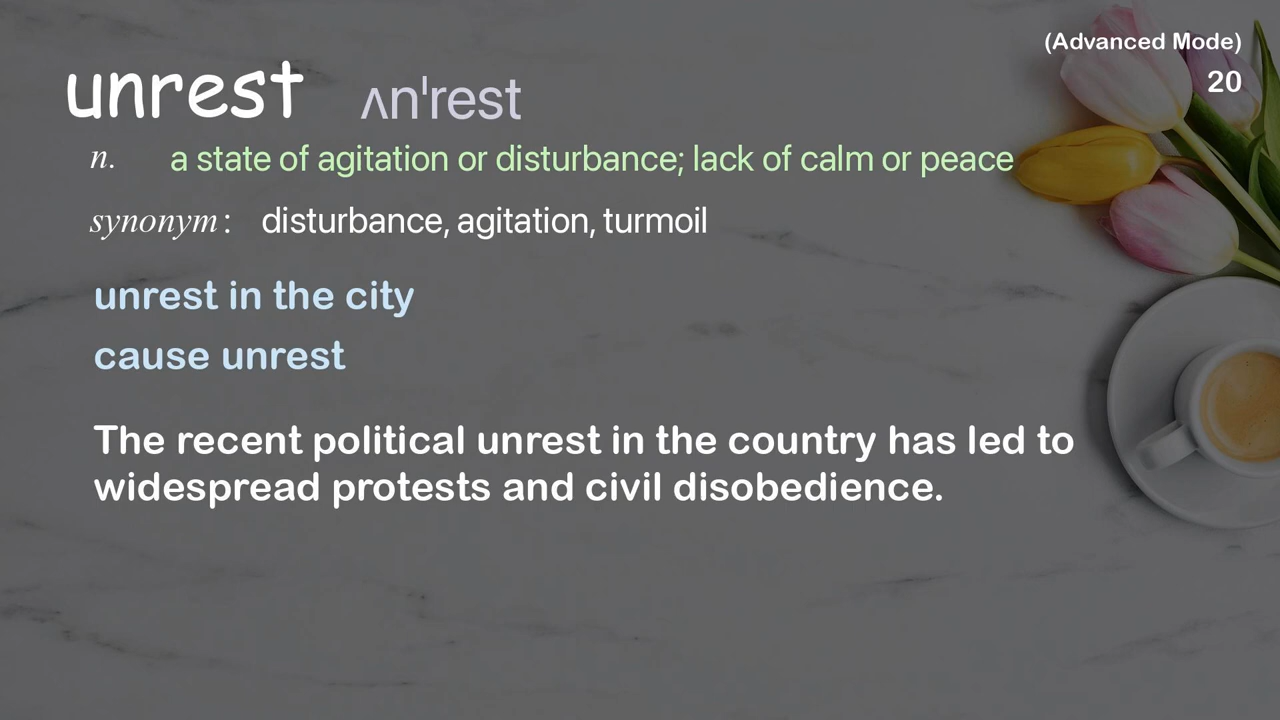 (Advanced Mode)
unrest ʌn'rest 20
n. a state of agitation or disturbance; lack of calm or peace
synonym: disturbance, agitation, turmoil
unrest in the city
cause unrest
The recent political unrest in the country has led to
widespread protests and civil disobedience.